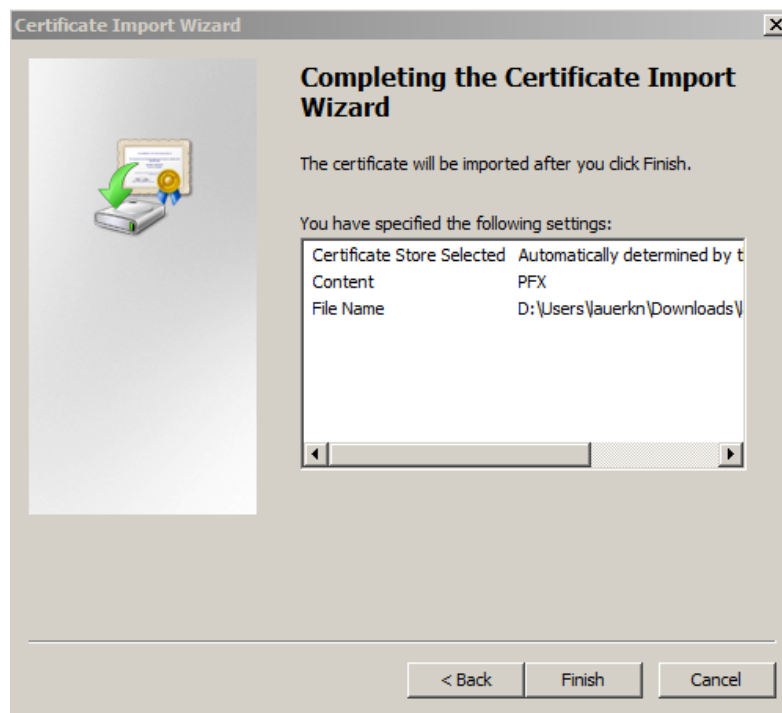 Certificate Import Wizard
Completing the Certificate Import
Wizard
The certificate will be imported after you click Finish.
You have specified the following settings:
Certificate Store Selected Automatically determined by t
Content PFX
File Name D:\Users\lauerkn\Downloads\
< Back Finish Cancel